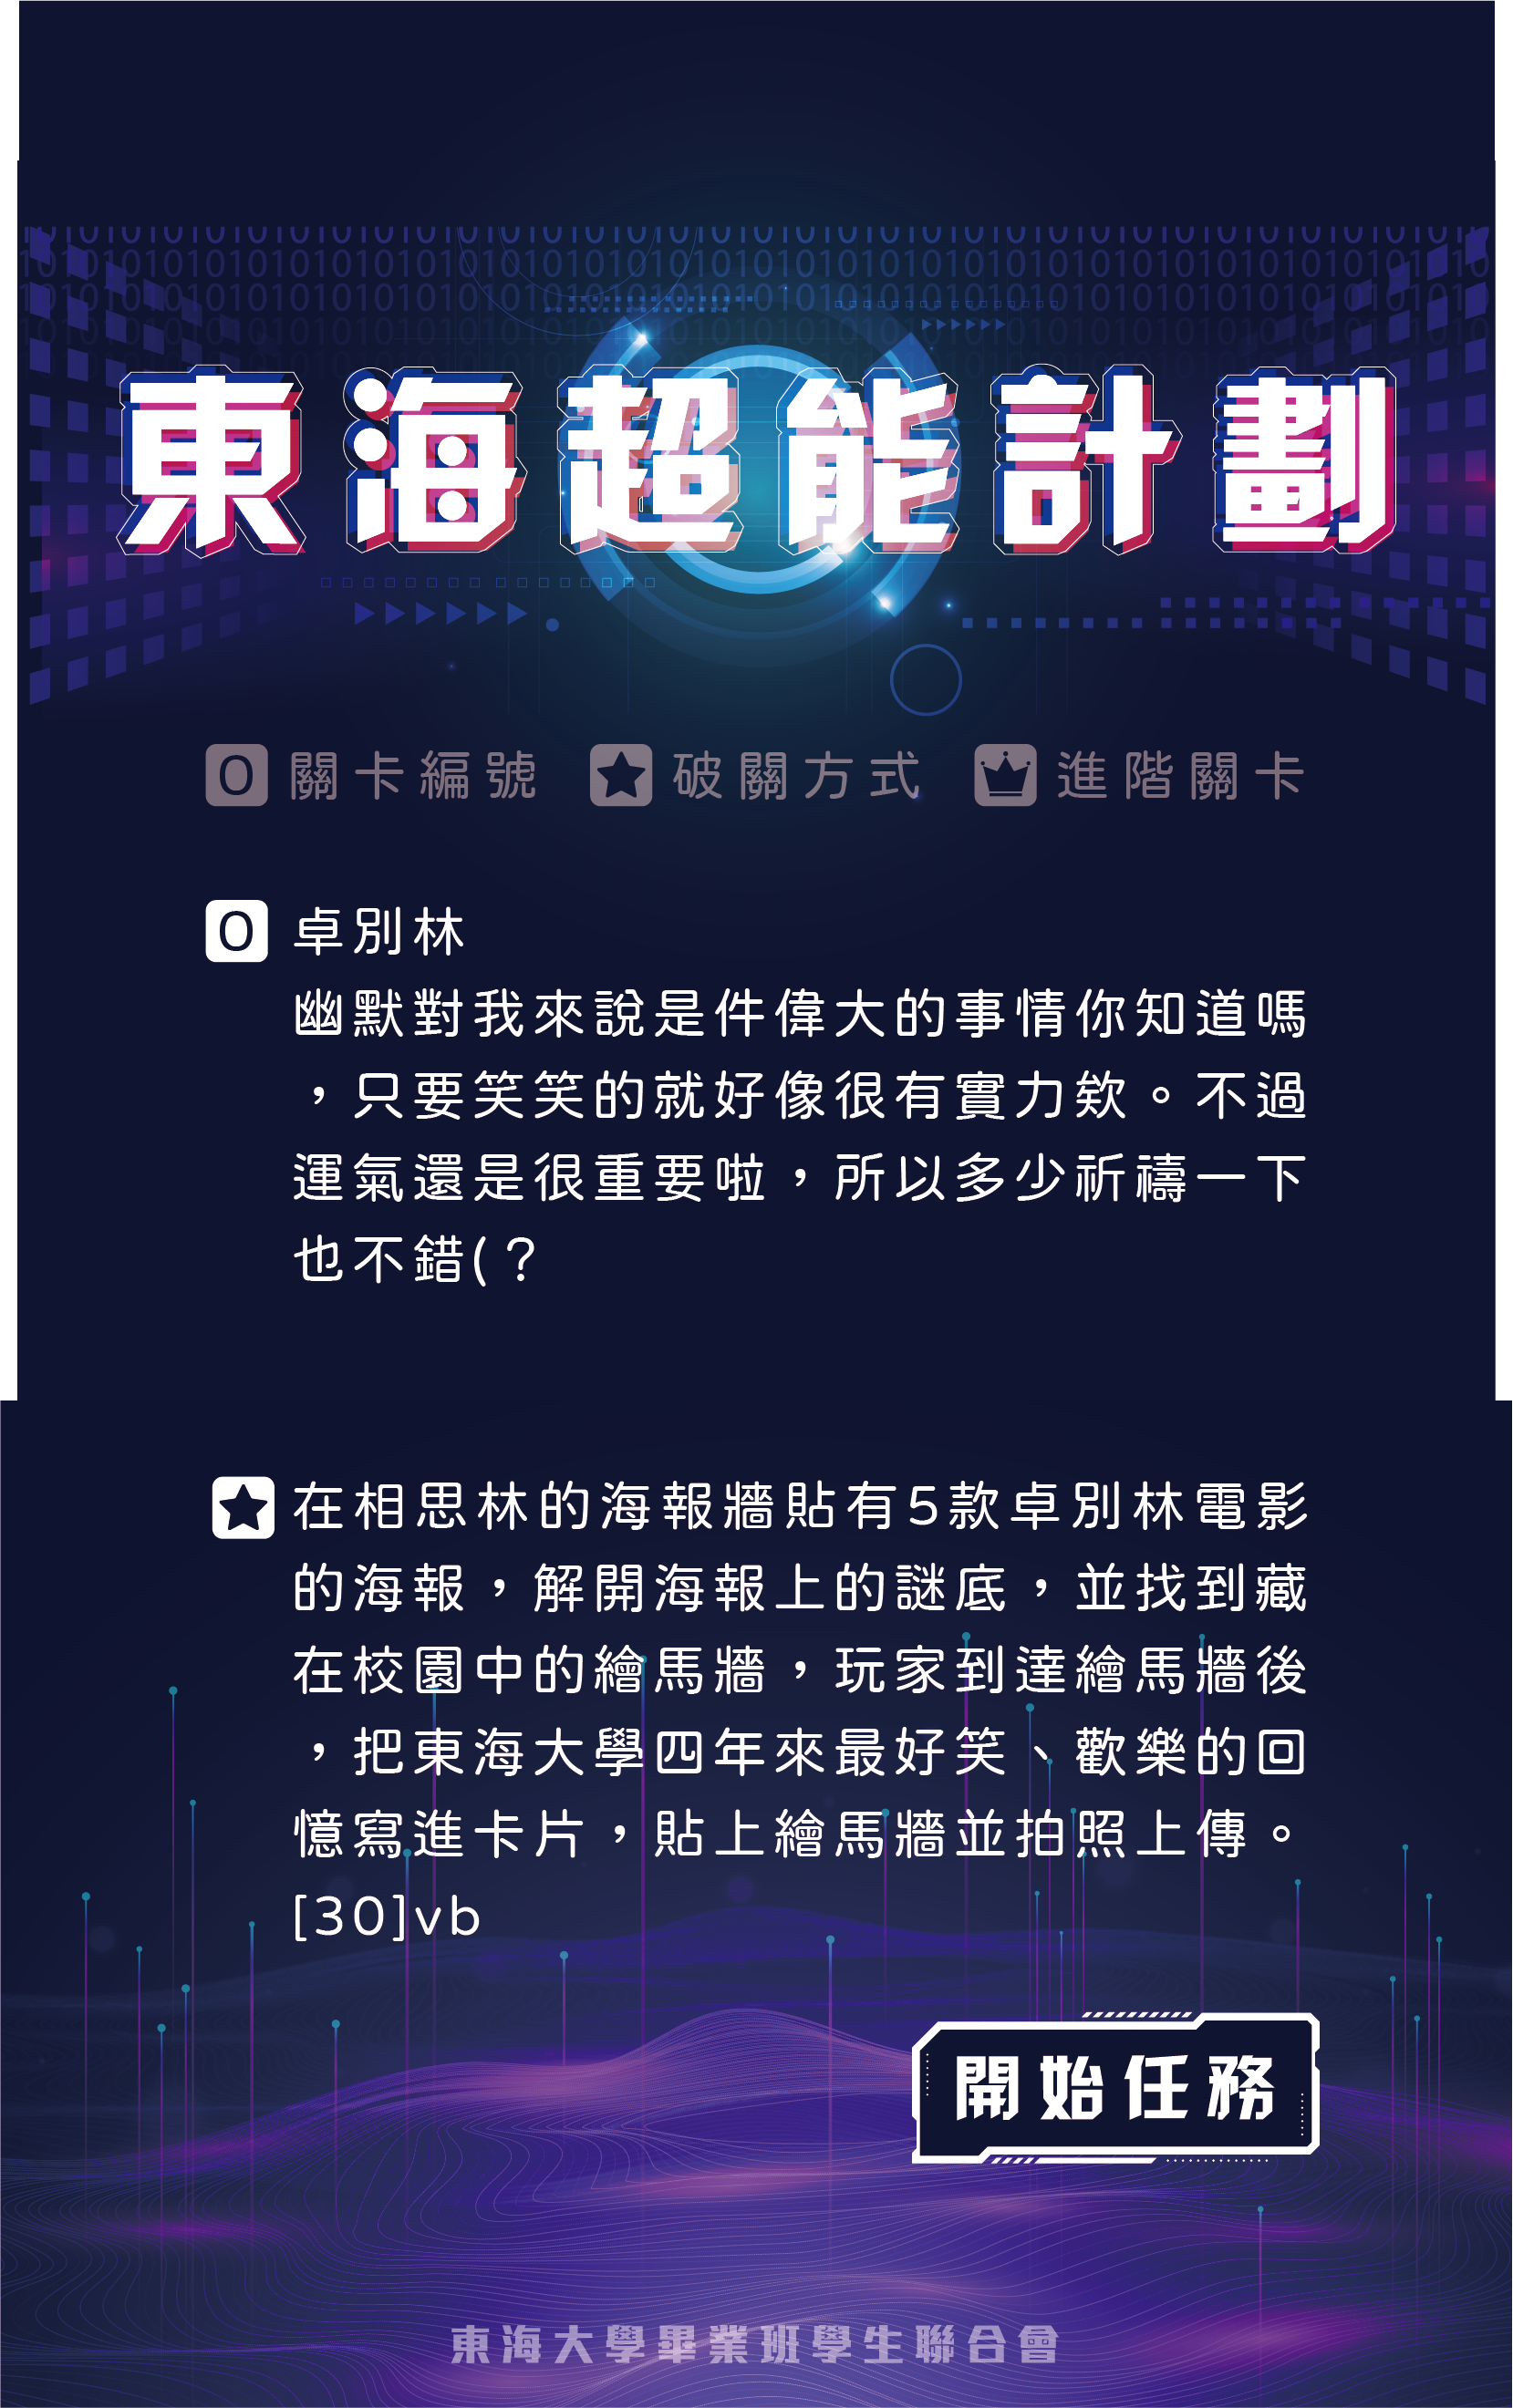 東海超能計劃
O 關卡編號 ★ 破關方式 進階關卡
O 卓別林
幽默對我來說是件偉大的事情你知道嗎
，只要笑笑的就好像很有實力欸。不過
運氣還是很重要啦，所以多少祈禱一下
也不錯(？
★ 在相思林的海報牆貼有5款卓別林電影
的海報，解開海報上的謎底，並找到藏
在校園中的繪馬牆，玩家到達繪馬牆後
，把東海大學四年來最好笑、歡樂的回
憶寫進卡片，貼上繪馬牆並拍照上傳。
[30]vb
開始任務
東海大學畢業班學生聯合會